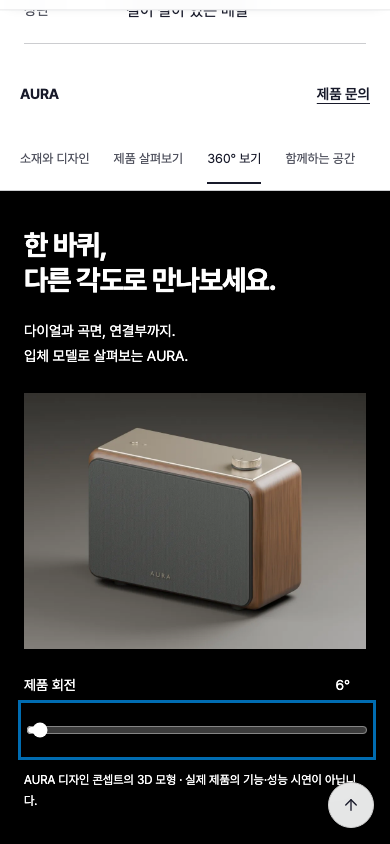 AURA
제품 문의
소재와 디자인
제품 살펴보기
360° 보기
함께하는 공간
한 바퀴,
다른 각도로 만나보세요.
다이얼과 곡면, 연결부까지.
입체 모델로 살펴보는 AURA.
AURA
제품 회전
6°
AURA 디자인 콘셉트의 3D 모형 · 실제 제품의 기능·성능 시연이 아닙니
다.